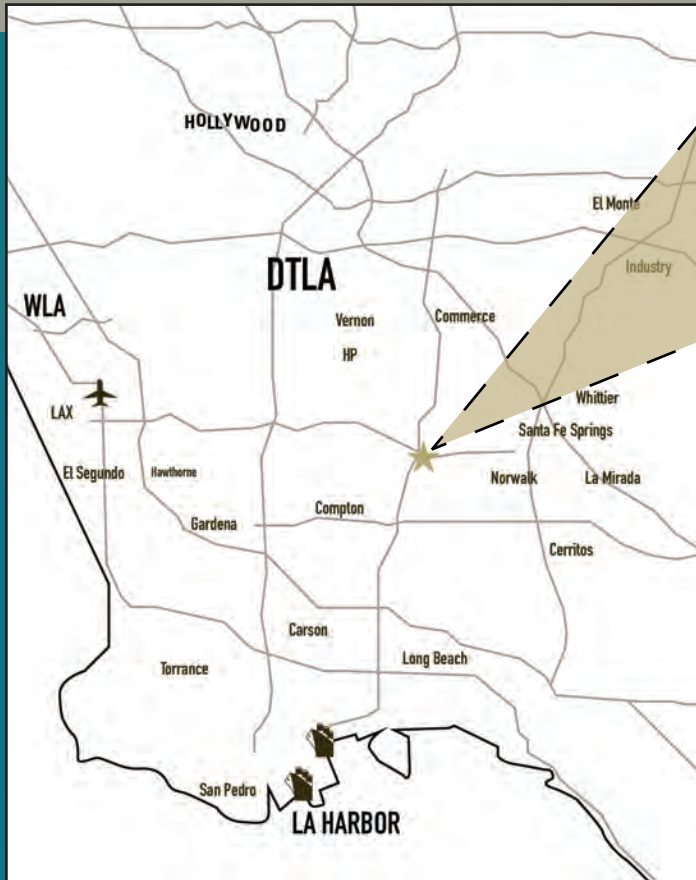 HOLLYWOOD
El Monte
Industry
DTLA
WLA
Vernon
Commerce
HP
Whittier
LAX
Santa Fe Springs
El Segundo
Hawthorne
Norwalk
La Mirada
Gardena
Compton
Cerritos
Carson
Torrance
Long Beach
San Pedro
LA HARBOR